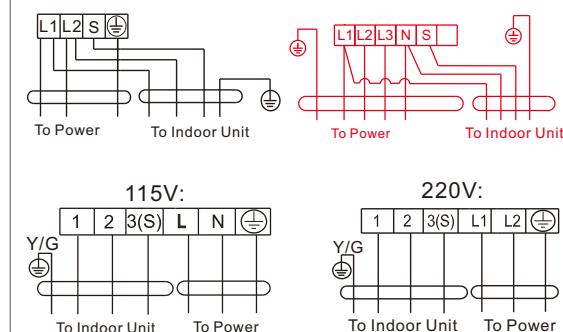 L1 L2 S
To Power To Indoor Unit
L1 L2 L3 N S
To Power To Indoor Unit
115V:
1 2 3(S) L N
Y/G
To Indoor Unit To Power
220V:
1 2 3(S) L1 L2
Y/G
To Indoor Unit To Power